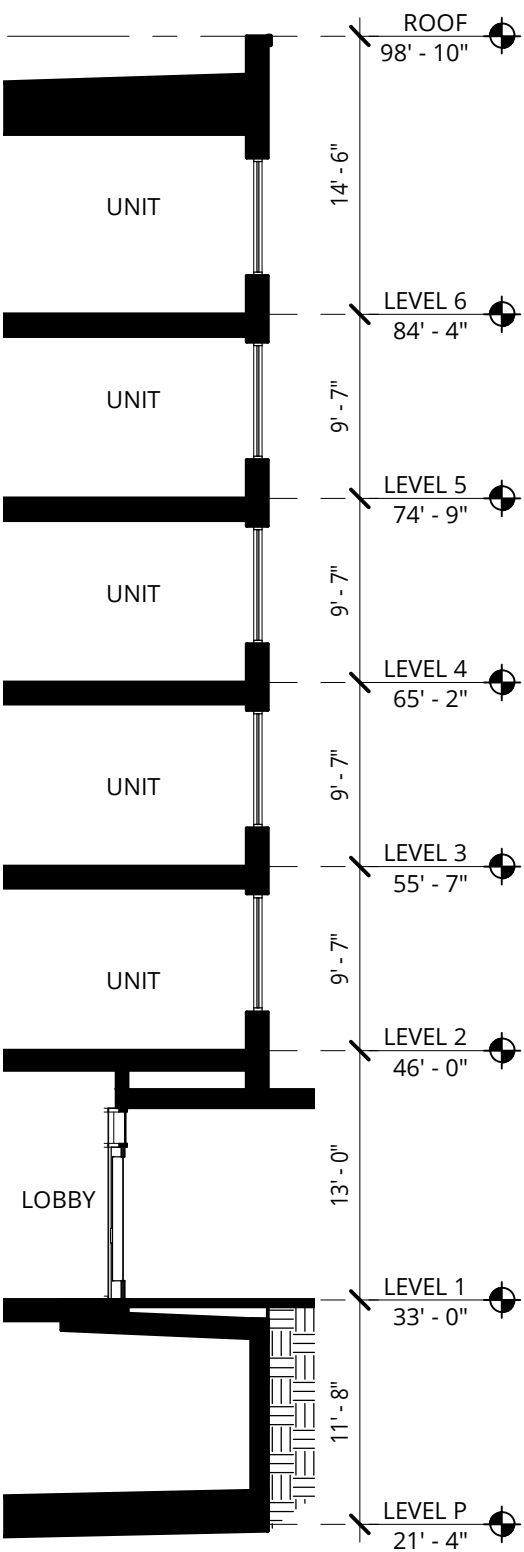 ROOF
98' - 10"
14' - 6"
UNIT
LEVEL 6
84' - 4"
UNIT
9' - 7"
LEVEL 5
74' - 9"
UNIT
9' - 7"
LEVEL 4
65' - 2"
UNIT
9' - 7"
LEVEL 3
55' - 7"
UNIT
9' - 7"
LEVEL 2
46' - 0"
LOBBY
13' - 0"
LEVEL 1
33' - 0"
11' - 8"
LEVEL P
21' - 4"